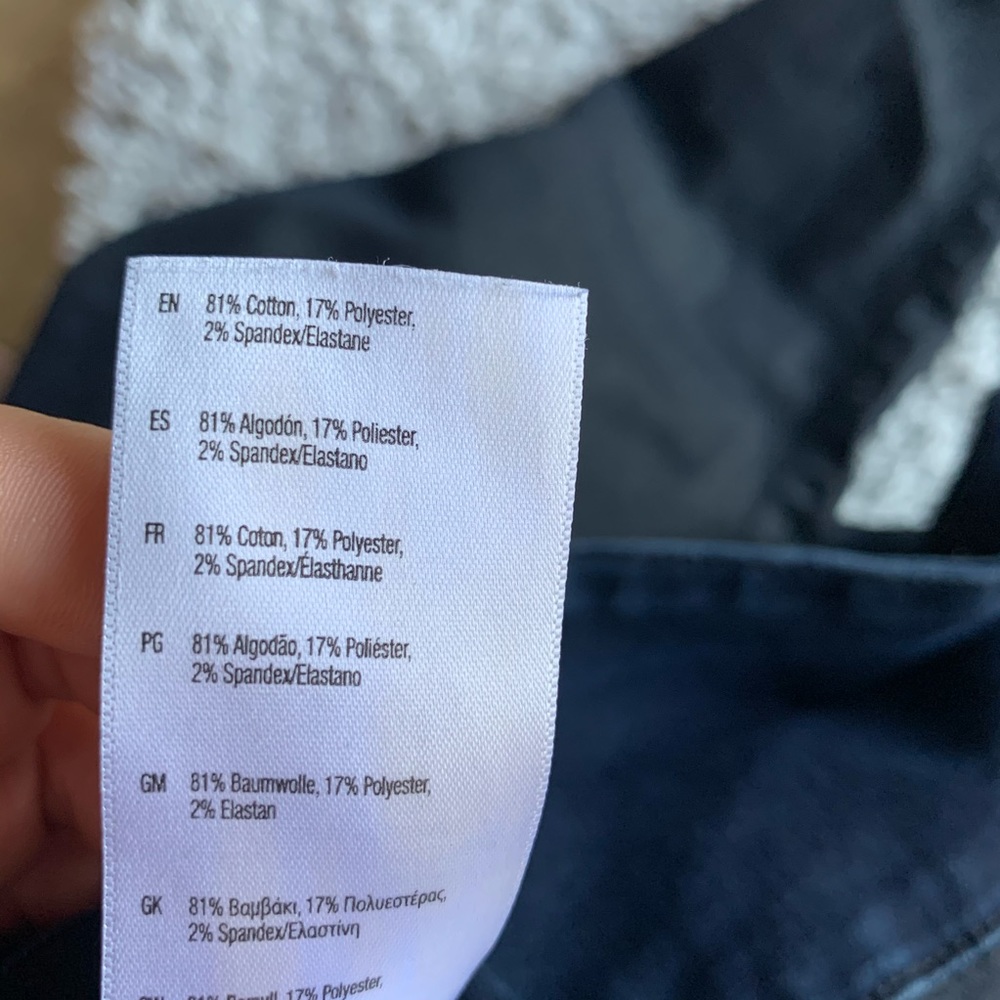 EN 81% Cotton, 17% Polyester,
2% Spandex/Elastane
ES 81% Algodón, 17% Poliester,
2% Spandex/Elastano
FR 81% Coton, 17% Polyester,
2% Spandex/Élasthanne
PG 81% Algodão, 17% Poliéster,
2% Spandex/Elastano
GM 81% Baumwolle, 17% Polyester,
2% Elastan
GK 81% Βαμβάκι, 17% Πολυεστέρας,
2% Spandex/Ελαστίνη
17% Polyester,